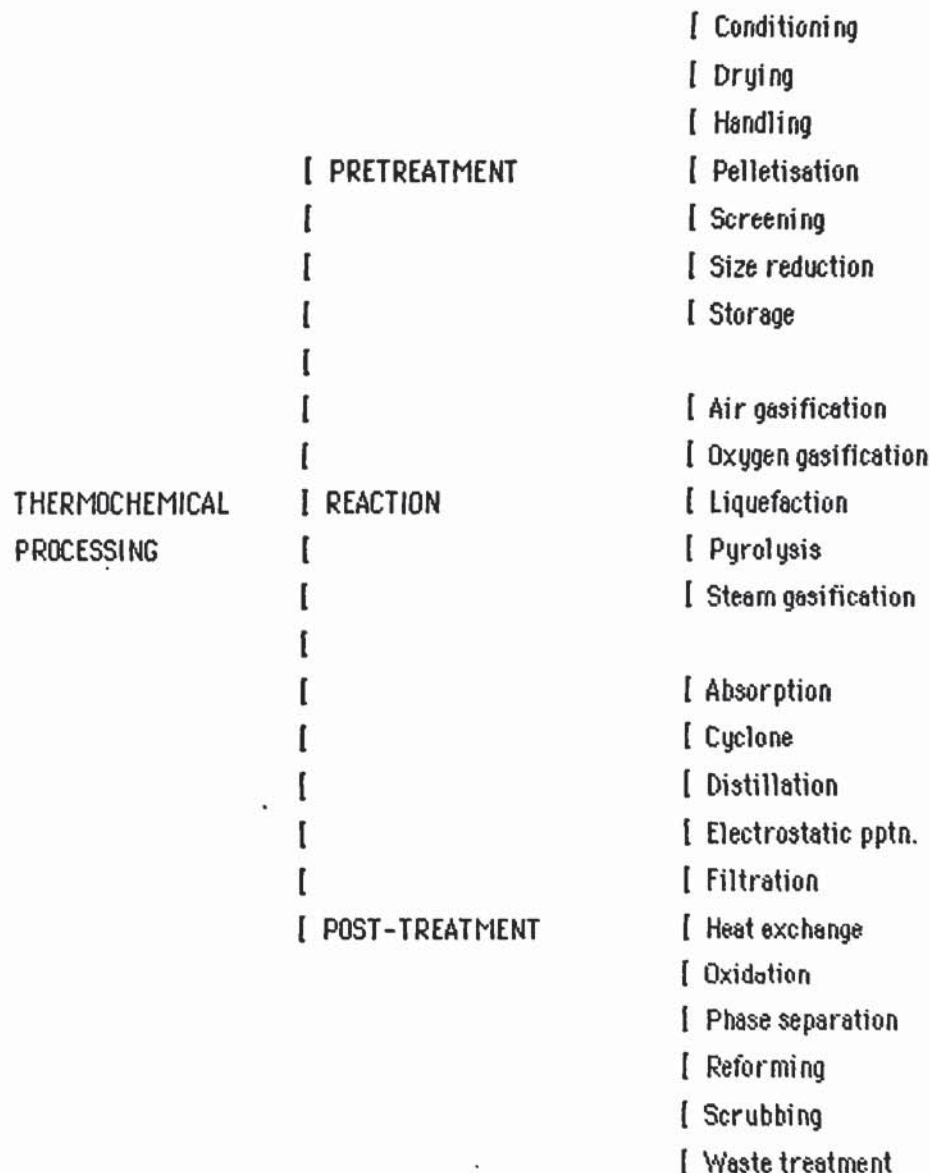 [ Conditioning
[ Drying
[ Handling
[ PRETREATMENT [ Pelletisation
[ [ Screening
[ [ Size reduction
[ [ Storage
[
[ [ Air gasification
[ [ Oxygen gasification
THERMOCHEMICAL [ REACTION [ Liquefaction
PROCESSING [ [ Pyrolysis
[ [ Steam gasification
[
[ [ Absorption
[ [ Cyclone
[ [ Distillation
[ [ Electrostatic pptn.
[ [ Filtration
[ POST-TREATMENT [ Heat exchange
[ Oxidation
[ Phase separation
[ Reforming
[ Scrubbing
[ Waste treatment